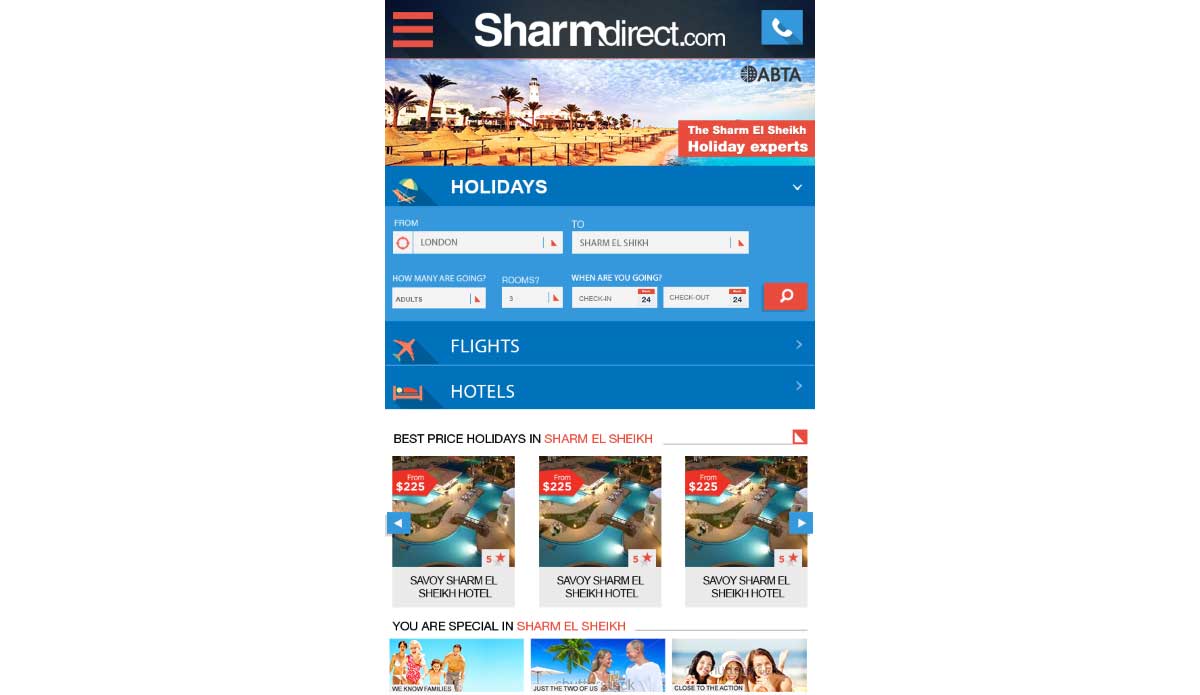 Sharmdirect.com
ABTA
The Sharm El Sheikh
Holiday experts
HOLIDAYS
FROM
TO
LONDON
SHARM EL SHIKH
HOW MANY ARE GOING?
ROOMS?
WHEN ARE YOU GOING?
ADULTS
3
CHECK-IN
24
CHECK-OUT
24
FLIGHTS
HOTELS
BEST PRICE HOLIDAYS IN SHARM EL SHEIKH
From
$225
5
SAVOY SHARM EL
SHEIKH HOTEL
From
$225
5
SAVOY SHARM EL
SHEIKH HOTEL
From
$225
5
SAVOY SHARM EL
SHEIKH HOTEL
YOU ARE SPECIAL IN SHARM EL SHEIKH
WE KNOW FAMILIES
JUST THE TWO OF US
CLOSE TO THE ACTION